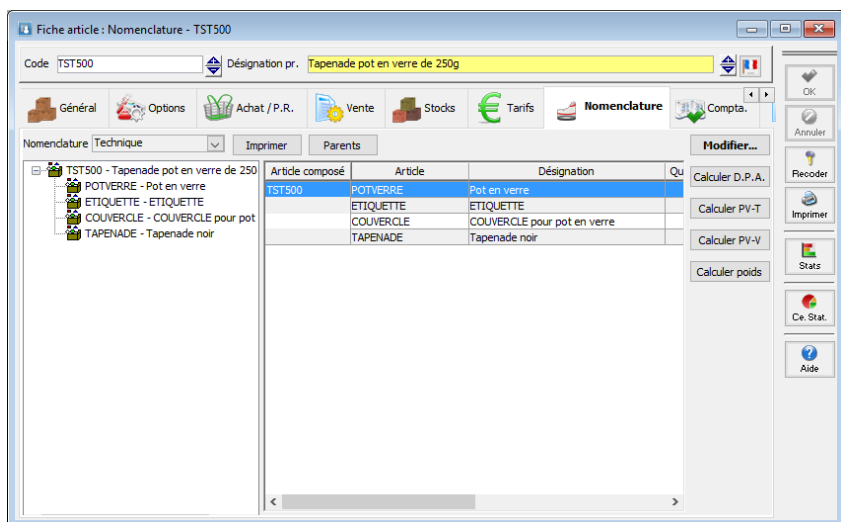 Fiche article : Nomenclature - TST500
Code TST500 Désignation pr. Tapenade pot en verre de 250g
OK
Général Options Achat / P.R. Vente Stocks Tarifs Nomenclature Compta.
Annuler
Nomenclature Technique Imprimer Parents Modifier...
TST500 - Tapenade pot en verre de 250 Article composé Article Désignation Qu Calculer D.P.A. Recoder
POTVERRE - Pot en verre TST500 POTVERRE Pot en verre
ETIQUETTE - ETIQUETTE ETIQUETTE ETIQUETTE Calculer PV-T Imprimer
COUVERCLE - COUVERCLE pour pot COUVERCLE COUVERCLE pour pot en verre
TAPENADE - Tapenade noir TAPENADE Tapenade noir Calculer PV-V
Stats
Calculer poids
Ce. Stat.
Aide